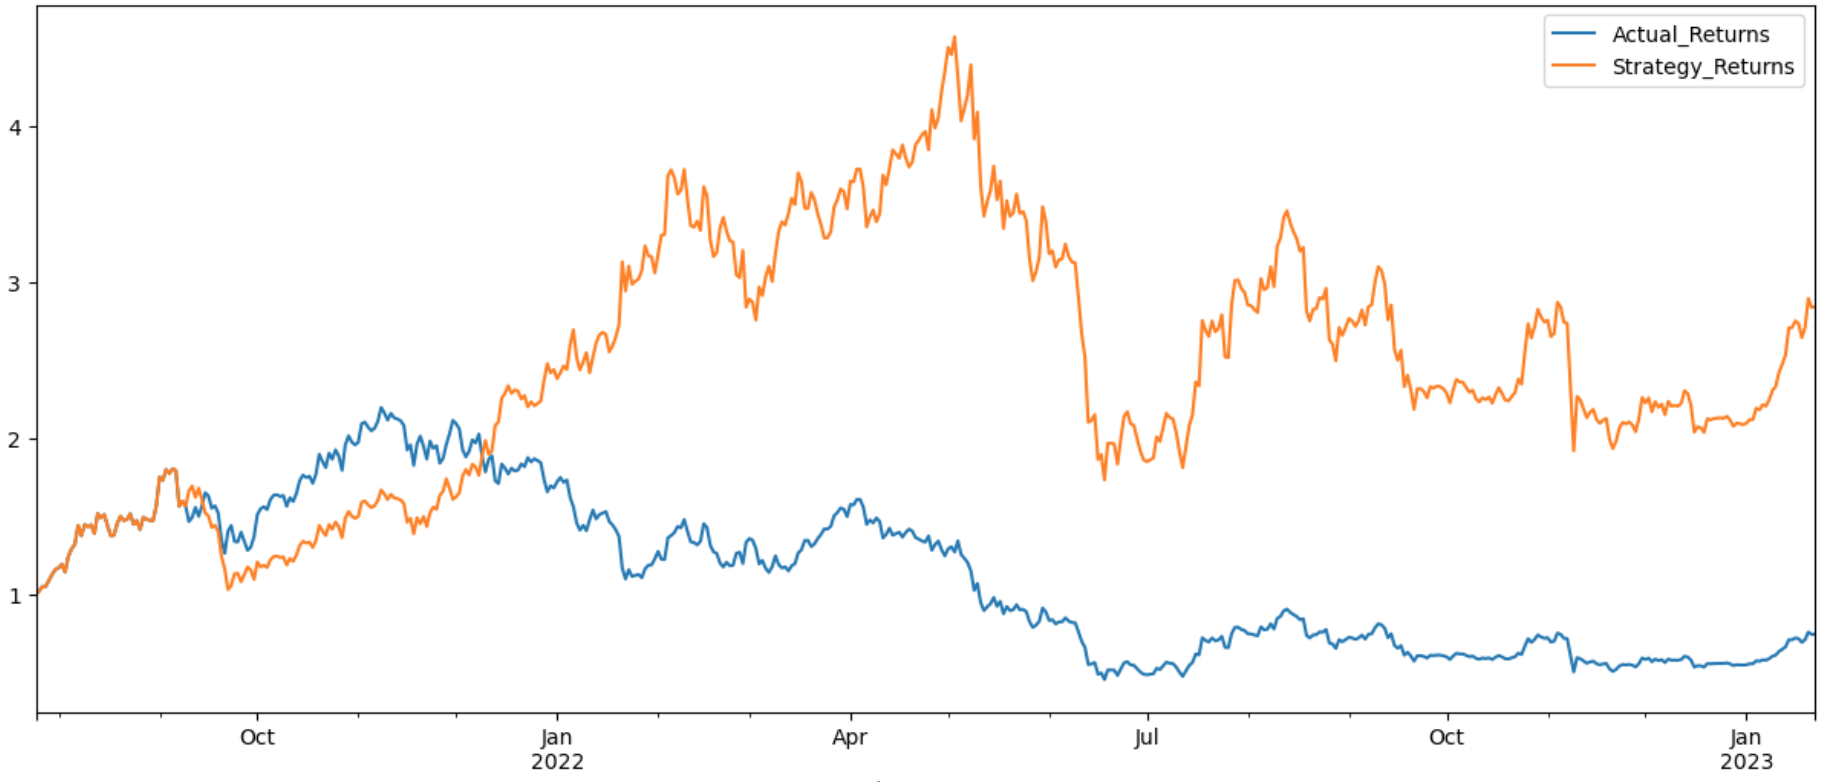 Actual_Returns
Strategy_Returns
4
3
2
1
Oct
Jan
2022
Apr
Jul
Oct
Jan
2023